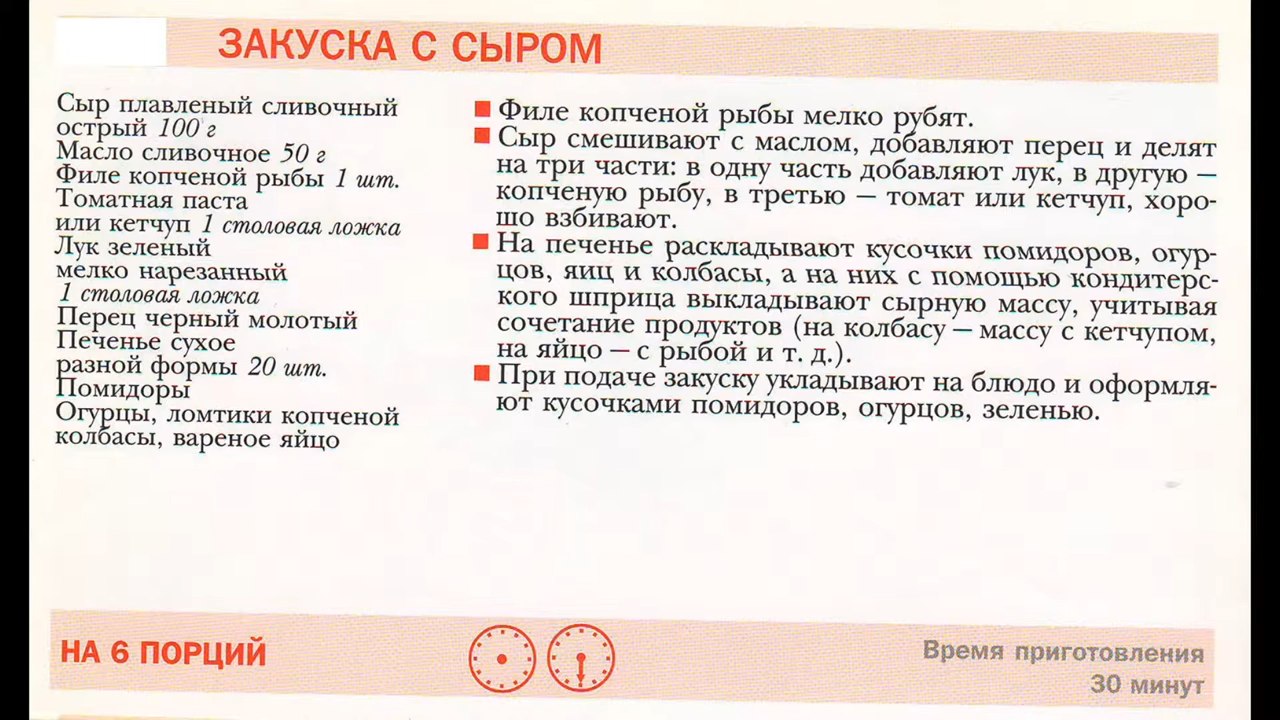 ЗАКУСКА С СЫРОМ
Сыр плавленый сливочный
острый 100 г
Масло сливочное 50 г
Филе копченой рыбы 1 шт.
Томатная паста
или кетчуп 1 столовая ложка
Лук зеленый
мелко нарезанный
1 столовая ложка
Перец черный молотый
Печенье сухое
разной формы 20 шт.
Помидоры
Огурцы, ломтики копченой
колбасы, вареное яйцо
Филе копченой рыбы мелко рубят.
Сыр смешивают с маслом, добавляют перец и делят
на три части: в одну часть добавляют лук, в другую —
копченую рыбу, в третью — томат или кетчуп, хоро-
шо взбивают.
На печенье раскладывают кусочки помидоров, огур-
цов, яиц и колбасы, а на них с помощью кондитерс-
кого шприца выкладывают сырную массу, учитывая
сочетание продуктов (на колбасу — массу с кетчупом,
на яйцо — с рыбой и т. д.).
При подаче закуску укладывают на блюдо и оформля-
ют кусочками помидоров, огурцов, зеленью.
НА 6 ПОРЦИЙ
Время приготовления
30 минут